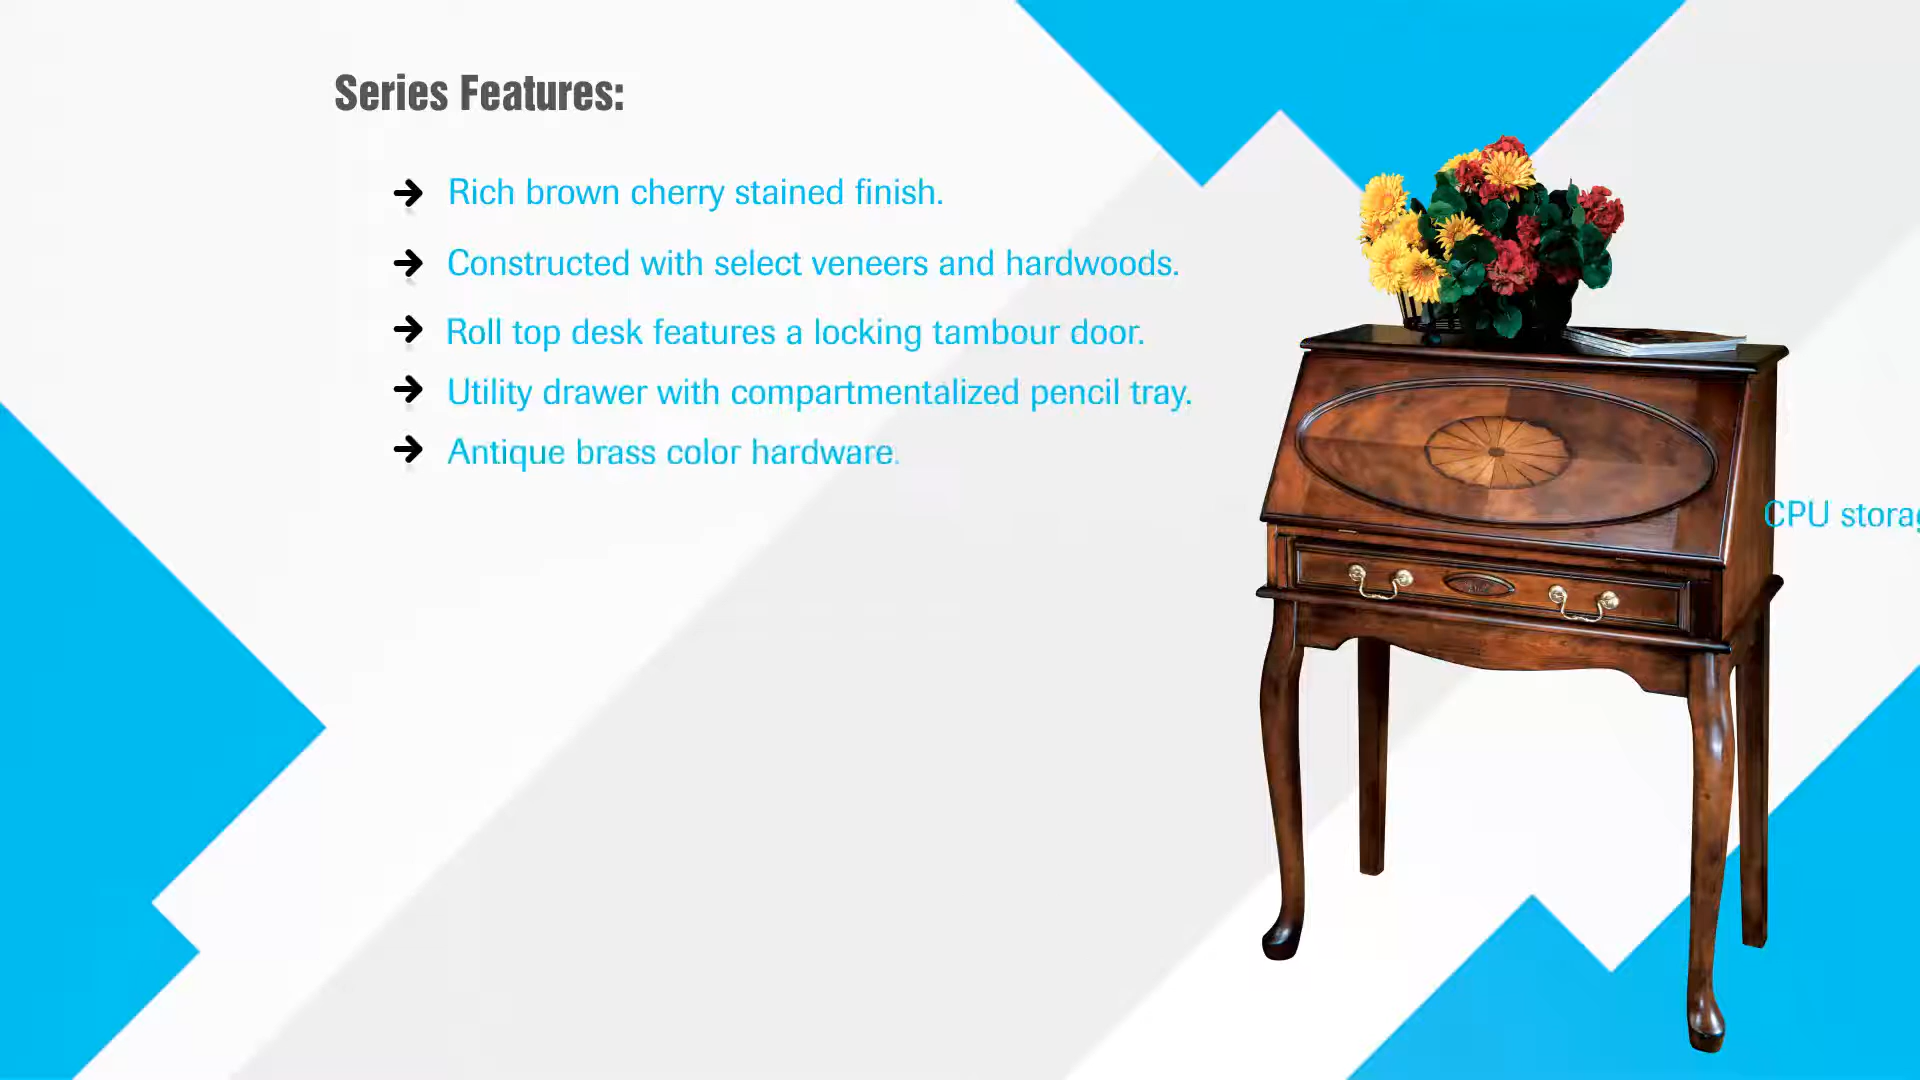 Series Features:
→ Rich brown cherry stained finish.
→ Constructed with select veneers and hardwoods.
→ Roll top desk features a locking tambour door.
→ Utility drawer with compartmentalized pencil tray.
→ Antique brass color hardware.
CPU